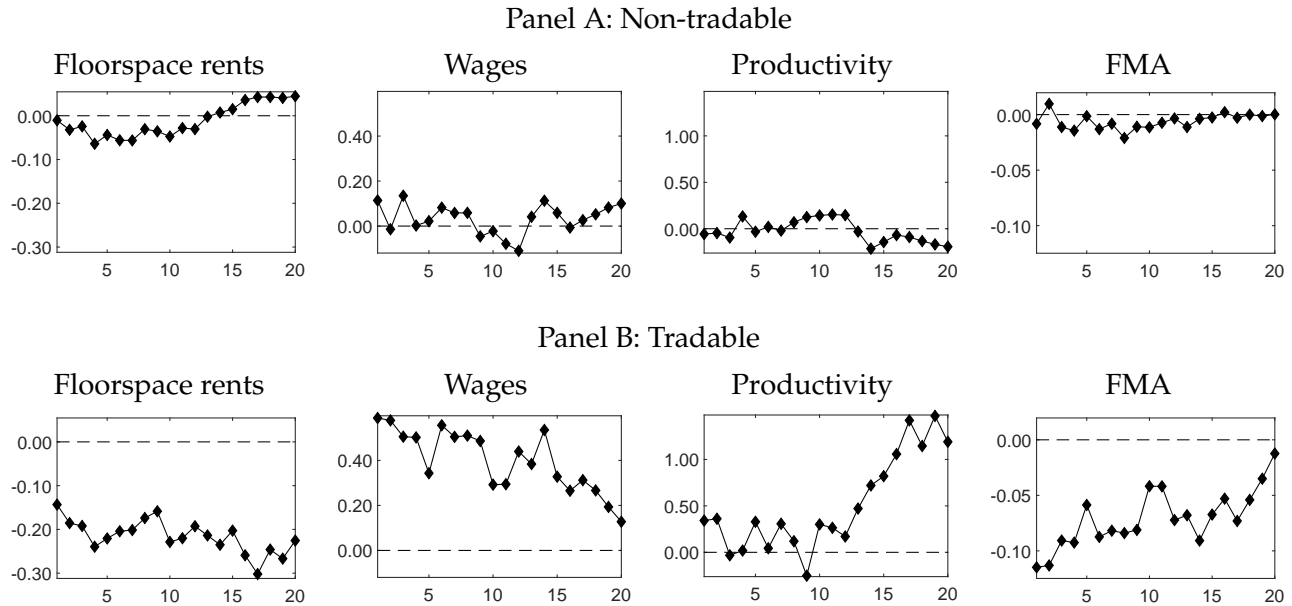 Panel A: Non-tradable
Floorspace rents Wages Productivity FMA
0.00 -0.10 -0.20 -0.30 5 10 15 20
0.40 0.20 0.00 5 10 15 20
1.00 0.50 0.00 5 10 15 20
0.00 -0.05 -0.10 5 10 15 20
Panel B: Tradable
Floorspace rents Wages Productivity FMA
0.00 -0.10 -0.20 -0.30 5 10 15 20
0.40 0.20 0.00 5 10 15 20
1.00 0.50 0.00 5 10 15 20
0.00 -0.05 -0.10 5 10 15 20